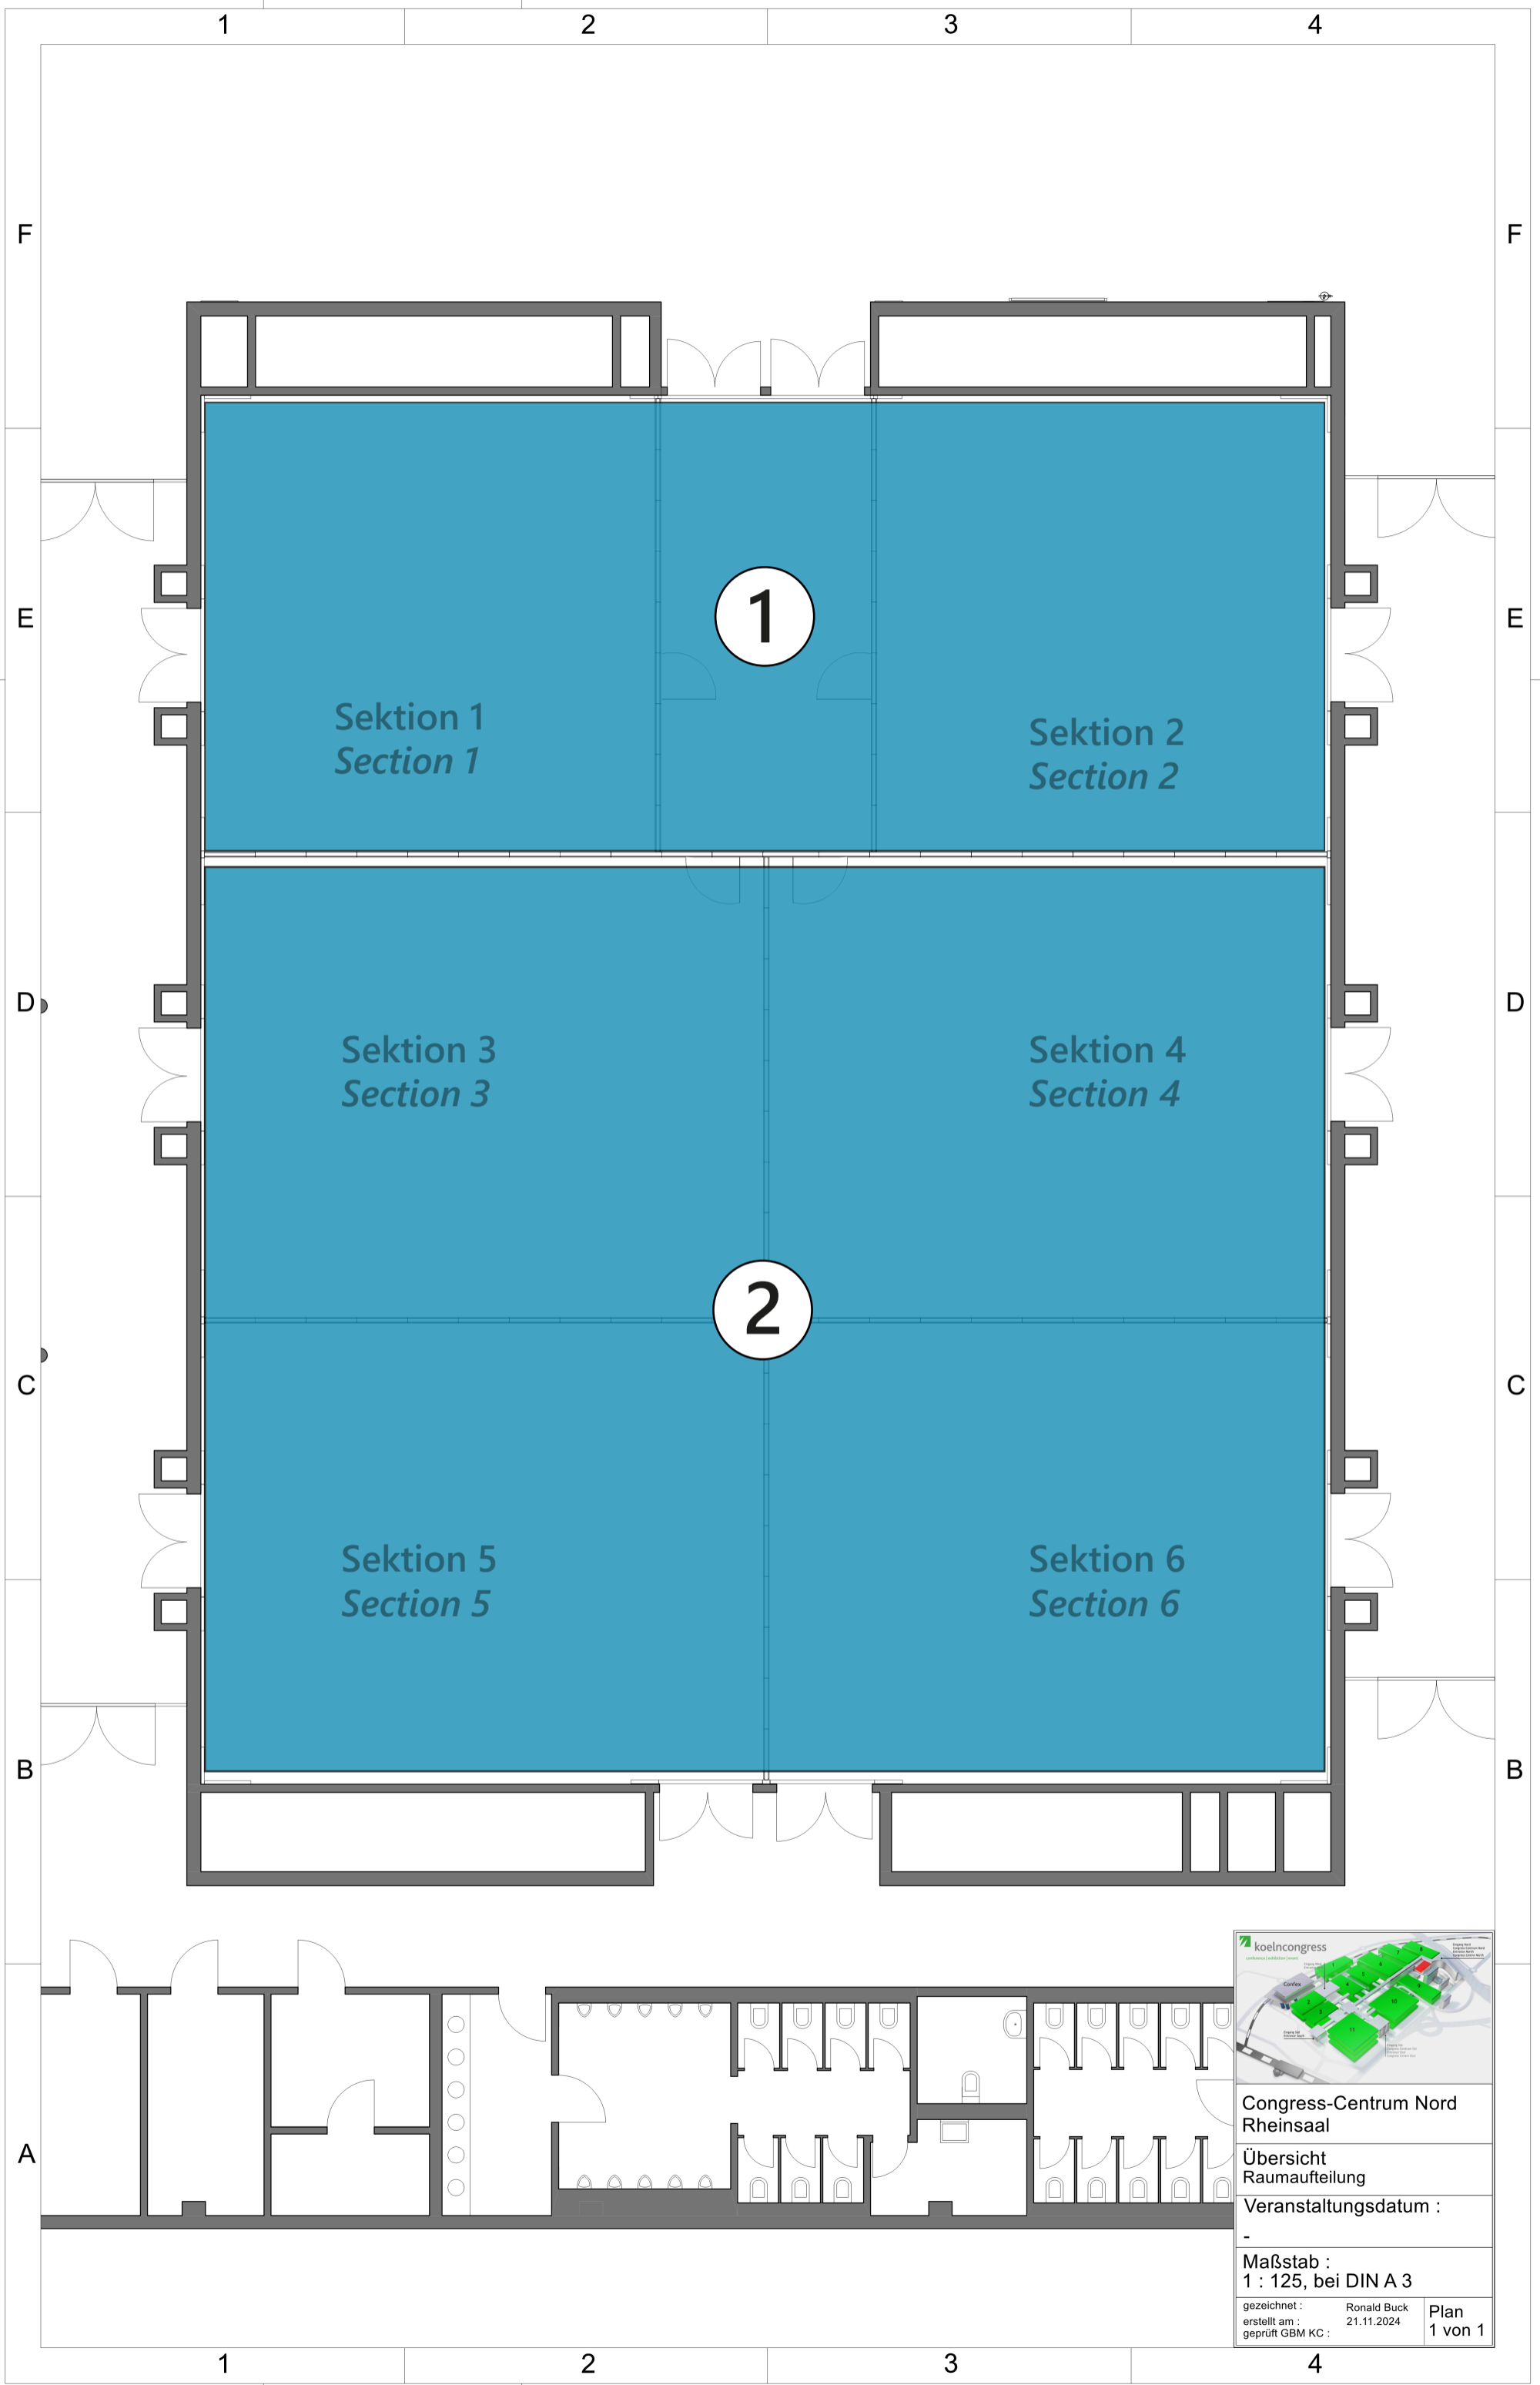 1 2 3 4
F F
E E
D D
C C
B B
A
1
Sektion 1
Section 1
Sektion 2
Section 2
Sektion 3
Section 3
Sektion 4
Section 4
2
Sektion 5
Section 5
Sektion 6
Section 6
koelncongress
Confex
Congress-Centrum Nord
Rheinsaal
Übersicht
Raumaufteilung
Veranstaltungsdatum :
-
Maßstab :
1 : 125, bei DIN A 3
gezeichnet : Ronald Buck
erstellt am : 21.11.2024
geprüft GBM KC :
Plan
1 von 1
1 2 3 4